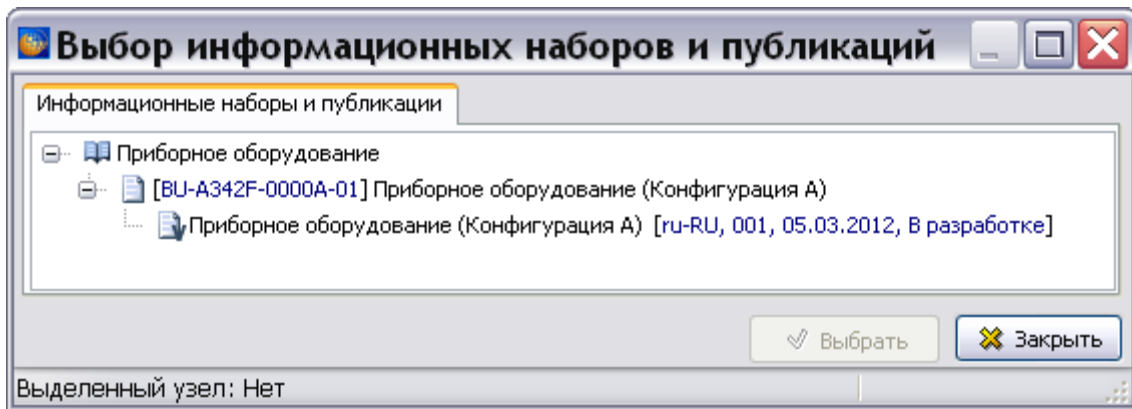 Выбор информационных наборов и публикаций
Информационные наборы и публикации
Приборное оборудование
[BU-A342F-0000A-01] Приборное оборудование (Конфигурация А)
Приборное оборудование (Конфигурация А) [ru-RU, 001, 05.03.2012, В разработке]
Выбрать
Закрыть
Выделенный узел: Нет